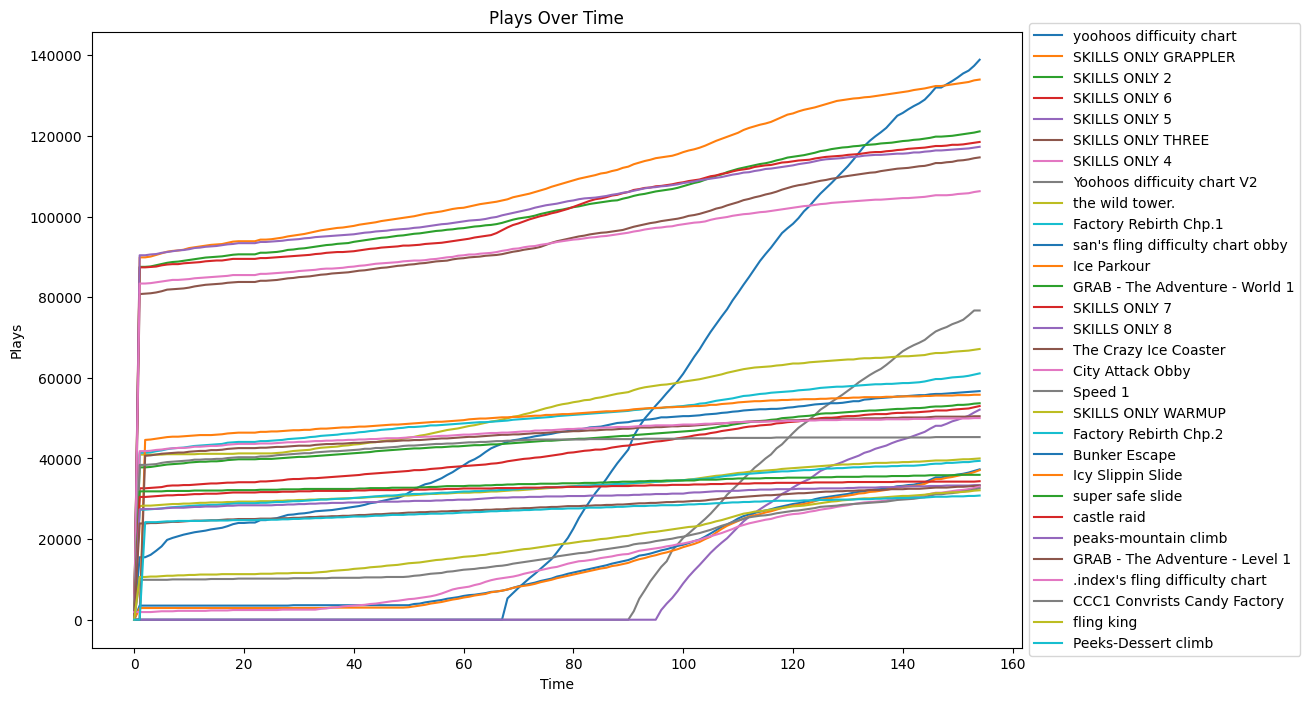 Plays Over Time
140000
120000
100000
80000
60000
40000
20000
0
Plays
0 20 40 60 80 100 120 140 160
Time
yoohoos difficuity chart
SKILLS ONLY GRAPPLER
SKILLS ONLY 2
SKILLS ONLY 6
SKILLS ONLY 5
SKILLS ONLY THREE
SKILLS ONLY 4
Yoohoos difficuity chart V2
the wild tower.
Factory Rebirth Chp.1
san's fling difficulty chart obby
Ice Parkour
GRAB - The Adventure - World 1
SKILLS ONLY 7
SKILLS ONLY 8
The Crazy Ice Coaster
City Attack Obby
Speed 1
SKILLS ONLY WARMUP
Factory Rebirth Chp.2
Bunker Escape
Icy Slippin Slide
super safe slide
castle raid
peaks-mountain climb
GRAB - The Adventure - Level 1
.index's fling difficulty chart
CCC1 Convrists Candy Factory
fling king
Peeks-Dessert climb